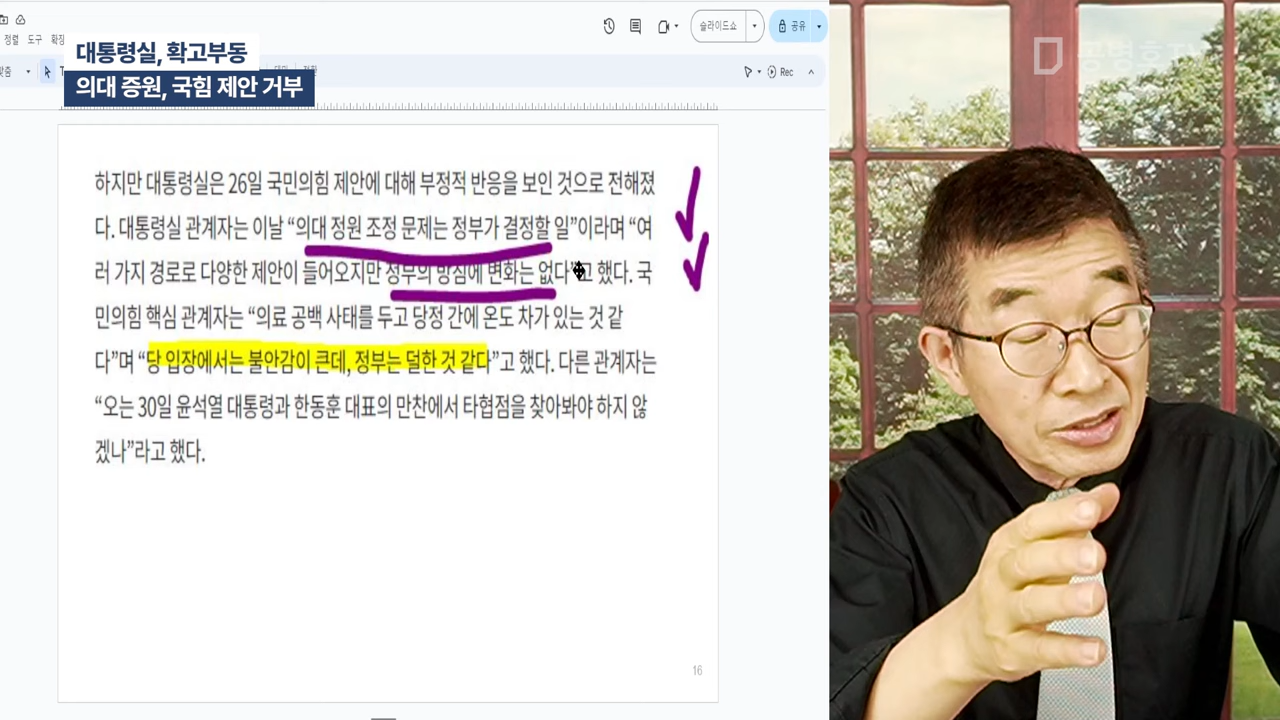 정렬 도구 확장
슬라이드쇼
공유
대통령실, 확고부동
의대 증원, 국힘 제안 거부
Rec
하지만 대통령실은 26일 국민의힘 제안에 대해 부정적 반응을 보인 것으로 전해졌
다. 대통령실 관계자는 이날 “의대 정원 조정 문제는 정부가 결정할 일”이라며 “여
러 가지 경로로 다양한 제안이 들어오지만 정부의 방침에 변화는 없다”고 했다. 국
민의힘 핵심 관계자는 “의료 공백 사태를 두고 당정 간에 온도 차가 있는 것 같
다”며 “당 입장에서는 불안감이 큰데, 정부는 덜한 것 같다”고 했다. 다른 관계자는
“오는 30일 윤석열 대통령과 한동훈 대표의 만찬에서 타협점을 찾아봐야 하지 않
겠나”라고 했다.
16